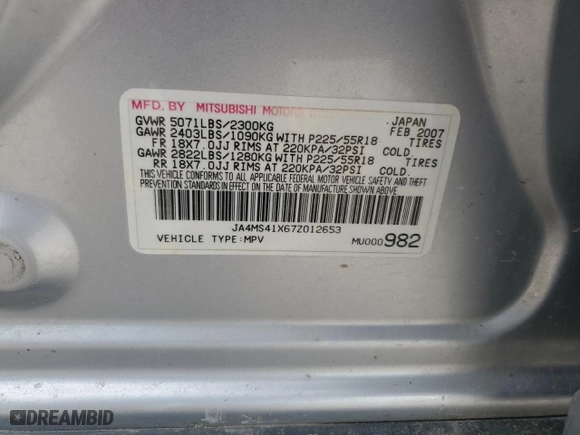 MFD. BY MITSUBISHI MOTORS JAPAN
GVWR 5071LBS/2300KG FEB 2007
GAWR 2403LBS/1090KG WITH P225/55R18 TIRES
FR 18X7.0JJ RIMS AT 220KPA/32PSI COLD
GAWR 2822LBS/1280KG WITH P225/55R18 TIRES
RR 18X7.0JJ RIMS AT 220KPA/32PSI COLD
THIS VEHICLE CONFORMS TO ALL APPLICABLE FEDERAL MOTOR VEHICLE SAFETY AND THEFT
PREVENTION STANDARDS IN EFFECT ON THE DATE OF MANUFACTURE SHOWN ABOVE.
JA4MS41X67Z012653
VEHICLE TYPE:MPV MU000982
DREAMBID